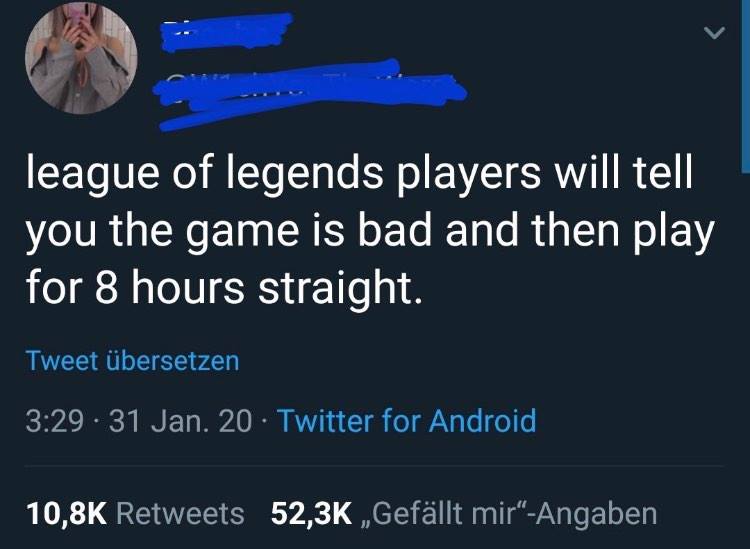 league of legends players will tell
you the game is bad and then play
for 8 hours straight.
Tweet übersetzen
3:29 · 31 Jan. 20 · Twitter for Android
10,8K Retweets 52,3K „Gefällt mir“-Angaben